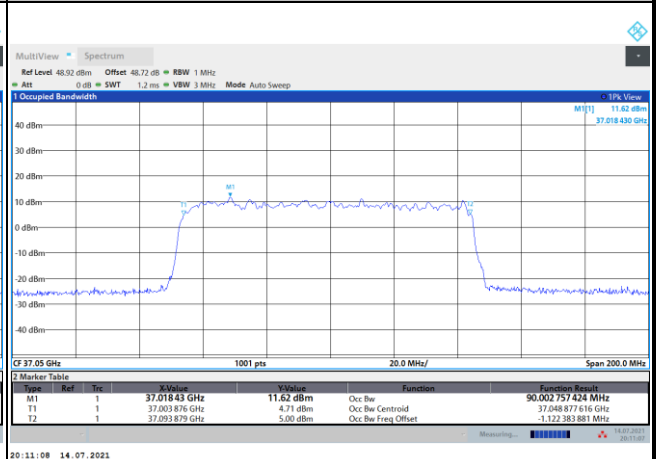 MultiView Spectrum
Ref Level 48.92 dBm Offset 48.72 dB RBW 1 MHz
Att 0 dB SWT 1.2 ms VBW 3 MHz Mode Auto Sweep
1 Occupied Bandwidth 1Pk View
M1[1] 11.62 dBm
37.018 430 GHz
40 dBm
30 dBm
20 dBm
M1
10 dBm
T1 T2
0 dBm
-10 dBm
-20 dBm
-30 dBm
-40 dBm
CF 37.05 GHz 1001 pts 20.0 MHz/ Span 200.0 MHz
2 Marker Table
Type Ref Trc X-Value Y-Value Function Function Result
M1 1 37.018 43 GHz 11.62 dBm Occ Bw 90.002 757 424 MHz
T1 1 37.003 876 GHz 4.71 dBm Occ Bw Centroid 37.048 877 616 GHz
T2 1 37.093 879 GHz 5.00 dBm Occ Bw Freq Offset -1.122 383 881 MHz
Measuring... 14.07.2021
20:11:07
20:11:08 14.07.2021